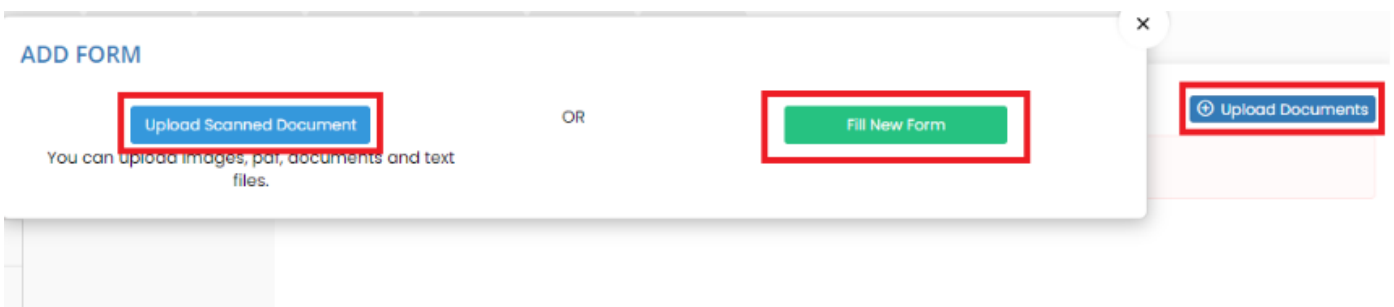 ADD FORM
Upload Scanned Document
OR
Fill New Form
Upload Documents
You can upload images, pdf, documents and text
files.